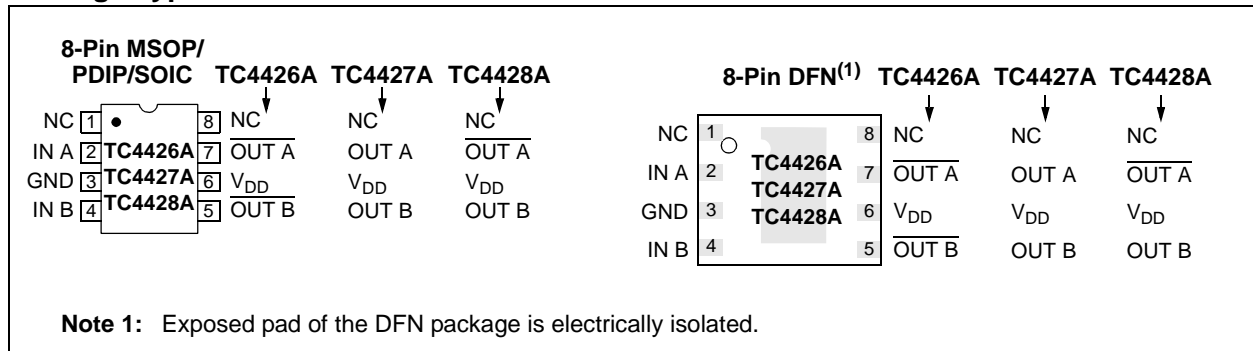 8-Pin MSOP/
PDIP/SOIC TC4426A TC4427A TC4428A
NC 1 8 NC NC NC
IN A 2 TC4426A 7 OUT A OUT A OUT A
GND 3 TC4427A 6 VDD VDD VDD
IN B 4 TC4428A 5 OUT B OUT B OUT B
8-Pin DFN(1) TC4426A TC4427A TC4428A
NC 1 8 NC NC NC
IN A 2 TC4426A 7 OUT A OUT A OUT A
TC4427A
GND 3 TC4428A 6 VDD VDD VDD
IN B 4 5 OUT B OUT B OUT B
Note 1: Exposed pad of the DFN package is electrically isolated.